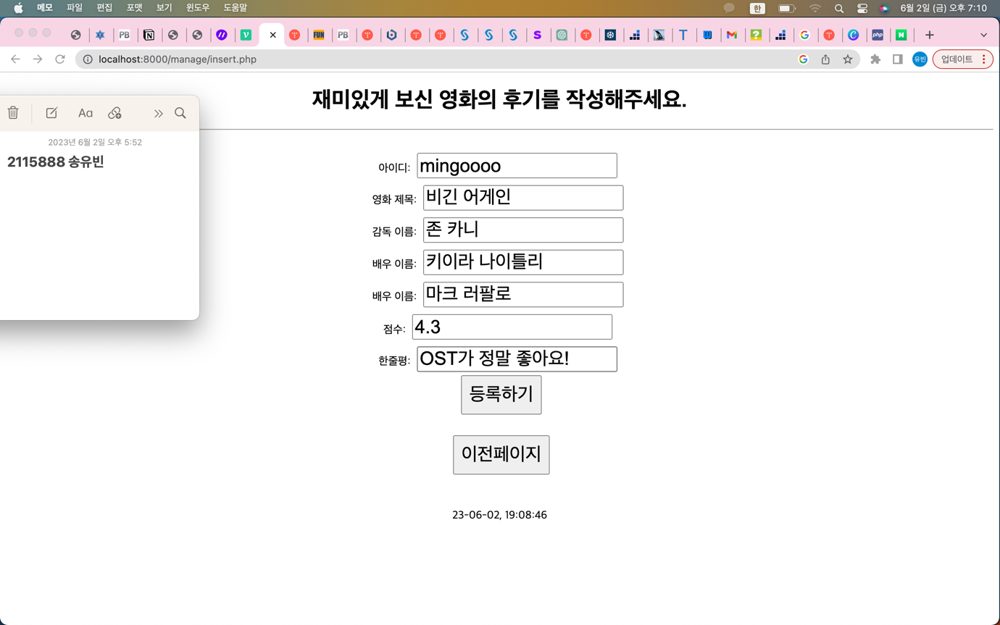 메모 파일 편집 포맷 보기 윈도우 도움말 한 6월 2일 (금) 오후 7:10
PB FUN PB S S S S T php N
localhost:8000/manage/insert.php 유빈 업데이트
재미있게 보신 영화의 후기를 작성해주세요.
Aa
2023년 6월 2일 오후 5:52
2115888 송유빈
아이디: mingoooo
영화 제목: 비긴 어게인
감독 이름: 존 카니
배우 이름: 키이라 나이틀리
배우 이름: 마크 러팔로
점수: 4.3
한줄평: OST가 정말 좋아요!
등록하기
이전페이지
23-06-02, 19:08:46